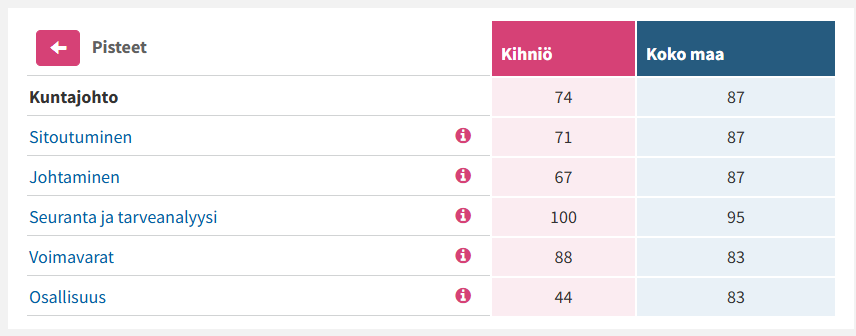 Pisteet Kihniö Koko maa
Kuntajohto 74 87
Sitoutuminen 71 87
Johtaminen 67 87
Seuranta ja tarveanalyysi 100 95
Voimavarat 88 83
Osallisuus 44 83